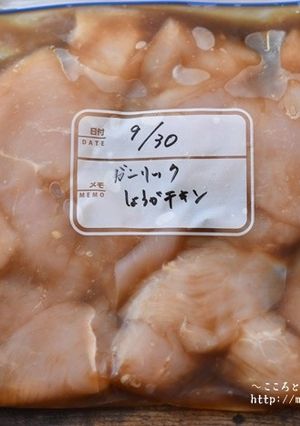 日付
DATE
9/30
メモ
MEMO
ガーリック
しょうがチキン
~こころと
http://m